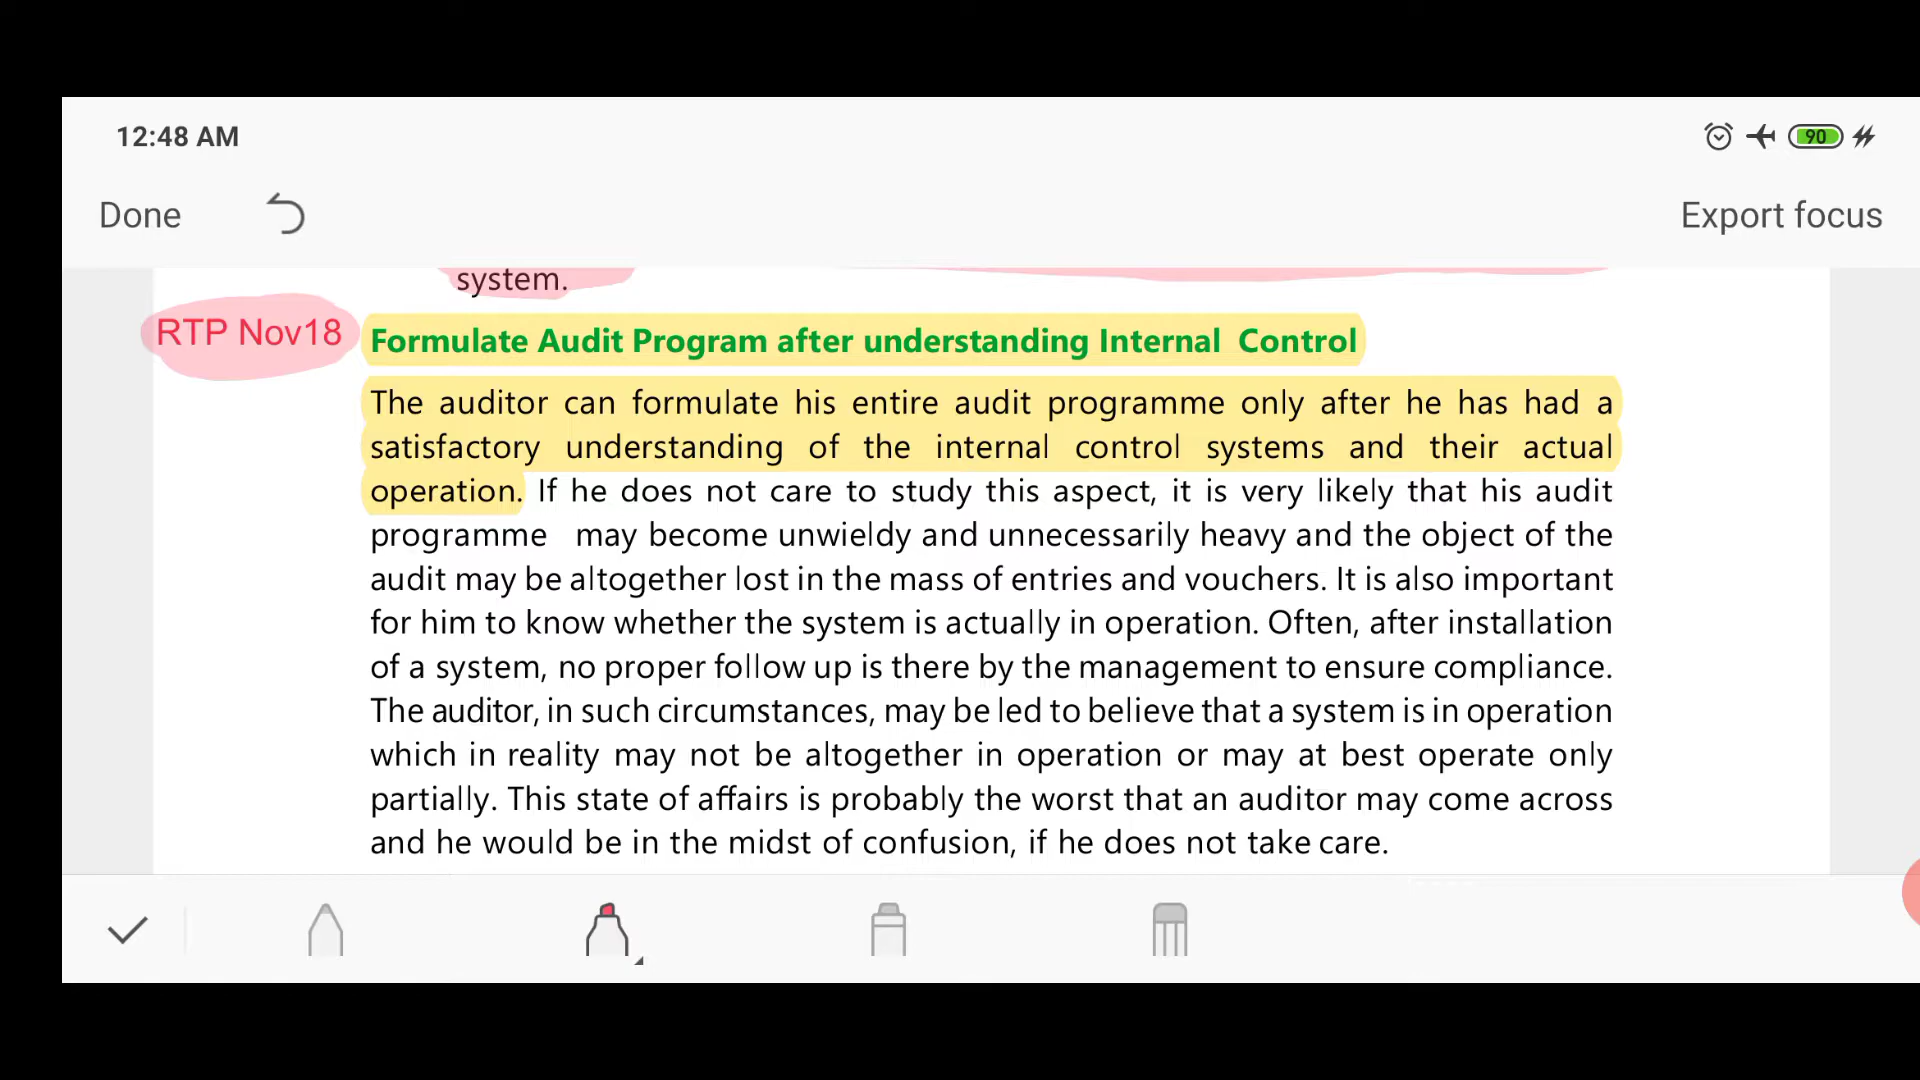 12:48 AM
90
Done
Export focus
system.
RTP Nov18
Formulate Audit Program after understanding Internal Control
The auditor can formulate his entire audit programme only after he has had a
satisfactory understanding of the internal control systems and their actual
operation. If he does not care to study this aspect, it is very likely that his audit
programme may become unwieldy and unnecessarily heavy and the object of the
audit may be altogether lost in the mass of entries and vouchers. It is also important
for him to know whether the system is actually in operation. Often, after installation
of a system, no proper follow up is there by the management to ensure compliance.
The auditor, in such circumstances, may be led to believe that a system is in operation
which in reality may not be altogether in operation or may at best operate only
partially. This state of affairs is probably the worst that an auditor may come across
and he would be in the midst of confusion, if he does not take care.